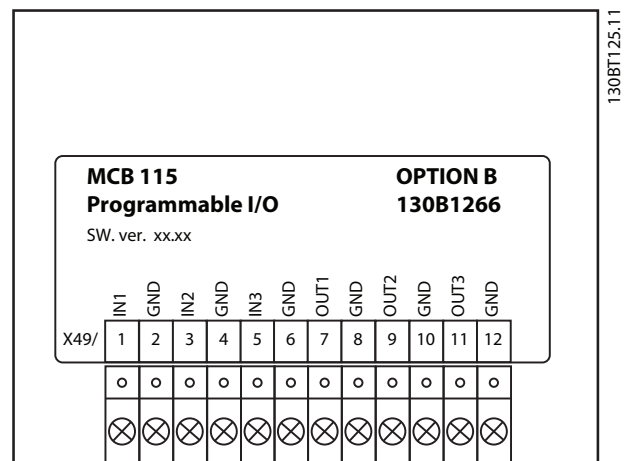 130BT125.11
MCB 115 OPTION B
Programmable I/O 130B1266
SW. ver. xx.xx
IN1 GND IN2 GND IN3 GND OUT1 GND OUT2 GND OUT3 GND
X49/ 1 2 3 4 5 6 7 8 9 10 11 12